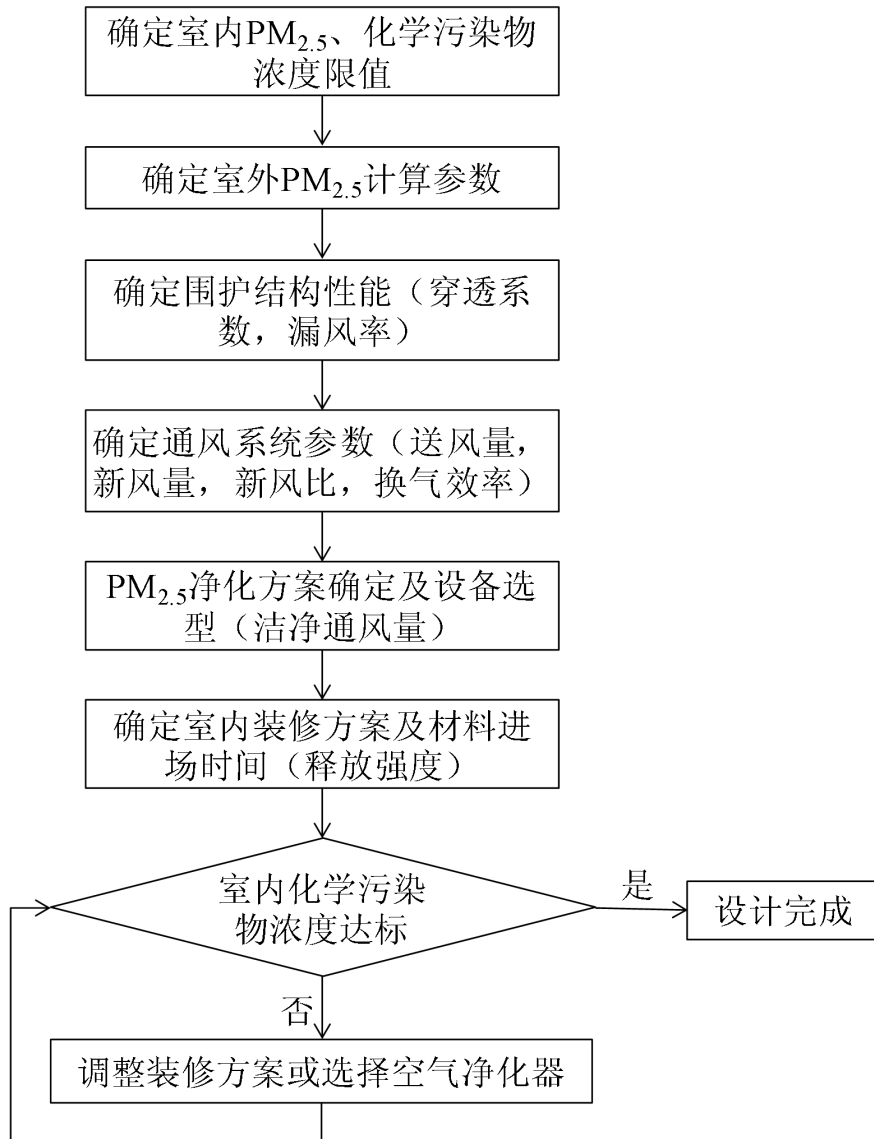 确定室内PM2.5、化学污染物
浓度限值
确定室外PM2.5计算参数
确定围护结构性能（穿透系
数，漏风率）
确定通风系统参数（送风量，
新风量，新风比，换气效率）
PM2.5净化方案确定及设备选
型（洁净通风量）
确定室内装修方案及材料进
场时间（释放强度）
室内化学污染
物浓度达标
是
设计完成
否
调整装修方案或选择空气净化器